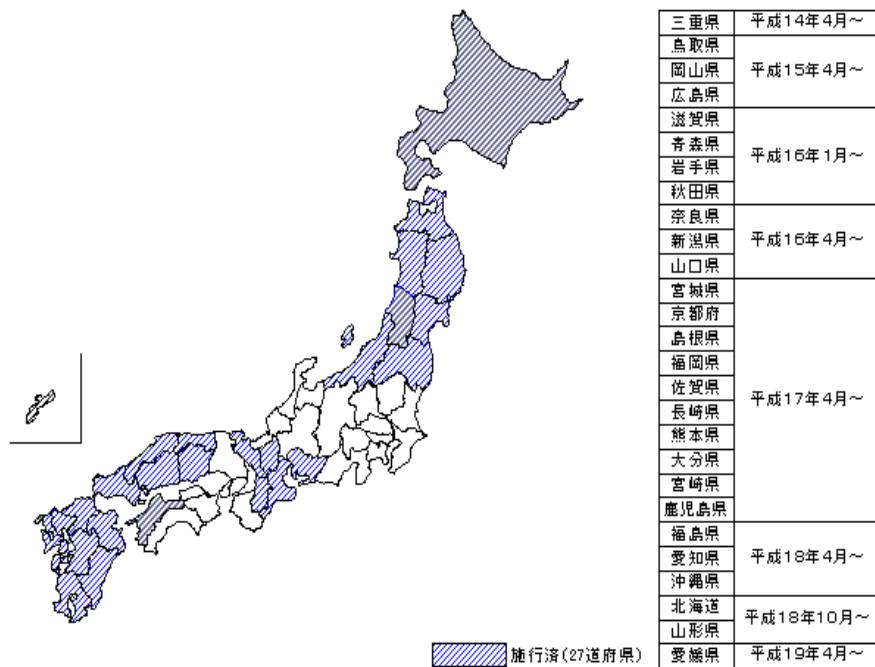 三重県 平成14年4月～
鳥取県
岡山県 平成15年4月～
広島県
滋賀県
青森県 平成16年1月～
岩手県
秋田県
奈良県
新潟県 平成16年4月～
山口県
宮城県
京都府
島根県
福岡県
佐賀県 平成17年4月～
長崎県
熊本県
大分県
宮崎県
鹿児島県
福島県
愛知県 平成18年4月～
沖縄県
北海道 平成18年10月～
山形県
愛媛県 平成19年4月～
施行済(27道府県)